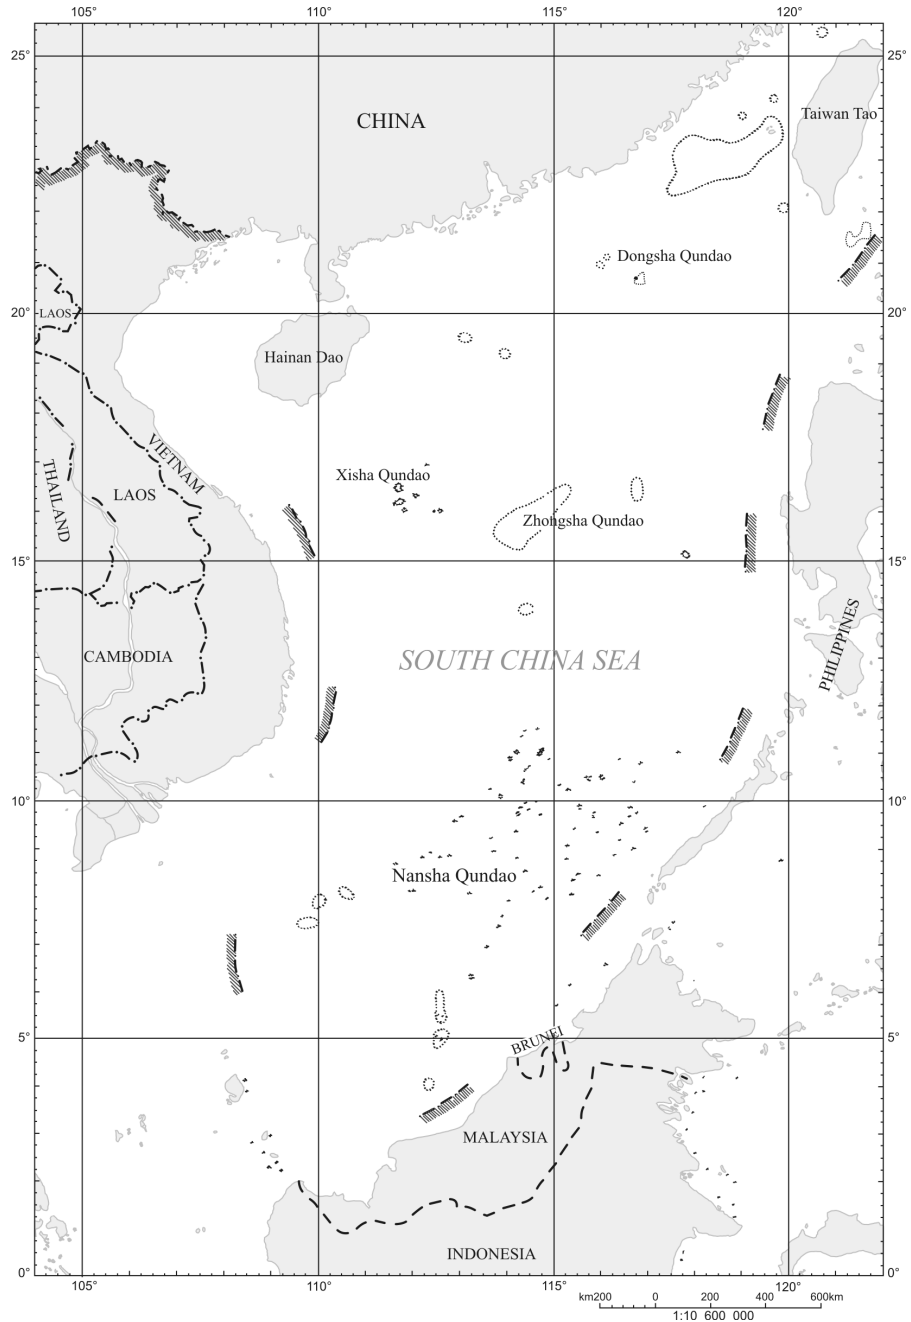 105° 110° 115° 120°
25° 25°
CHINA
Taiwan Tao
Dongsha Qundao
LAOS
20° 20°
Hainan Dao
VIETNAM
THAILAND
LAOS
Xisha Qundao
Zhongsha Qundao
15° 15°
CAMBODIA
SOUTH CHINA SEA
PHILIPPINES
10° 10°
Nansha Qundao
5° 5°
BRUNEI
MALAYSIA
INDONESIA
0° 0°
105° 110° 115° 120°
km200 0 200 400 600km
1:10 600 000